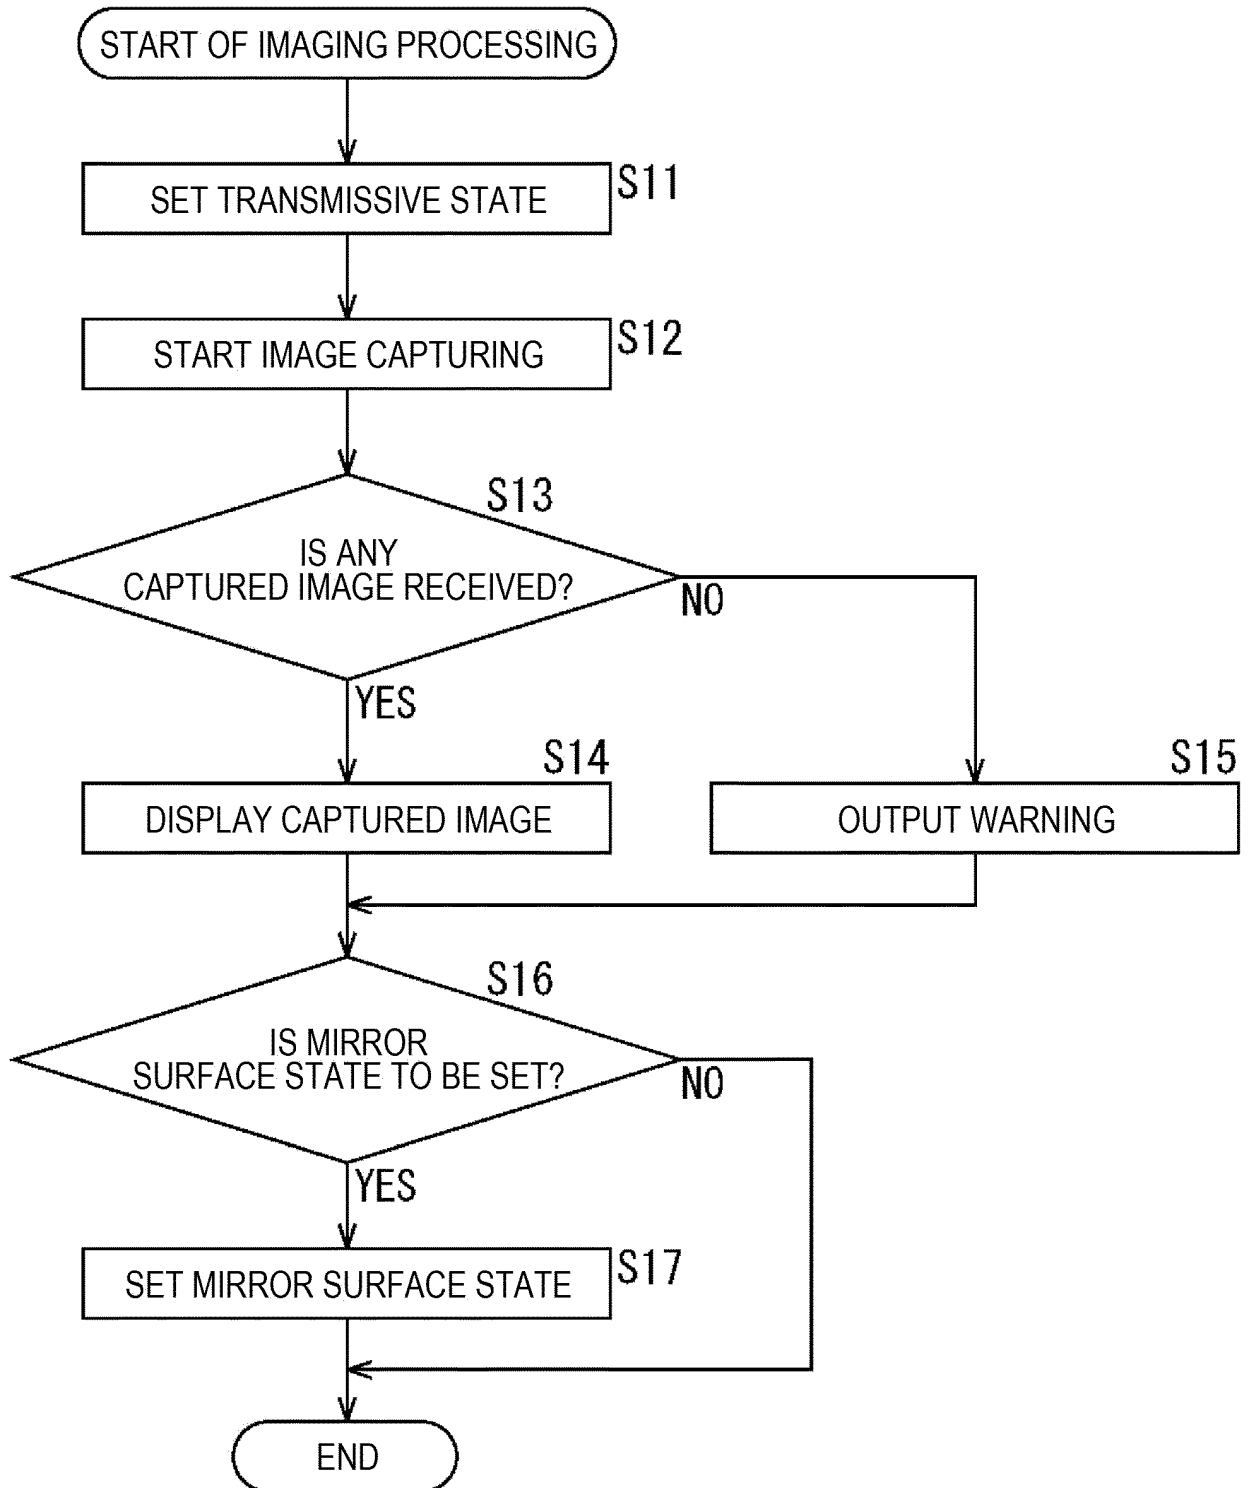 START OF IMAGING PROCESSING
S11
SET TRANSMISSIVE STATE
S12
START IMAGE CAPTURING
S13
IS ANY
CAPTURED IMAGE RECEIVED?
NO
YES
S14
DISPLAY CAPTURED IMAGE
S15
OUTPUT WARNING
S16
IS MIRROR
SURFACE STATE TO BE SET?
NO
YES
S17
SET MIRROR SURFACE STATE
END